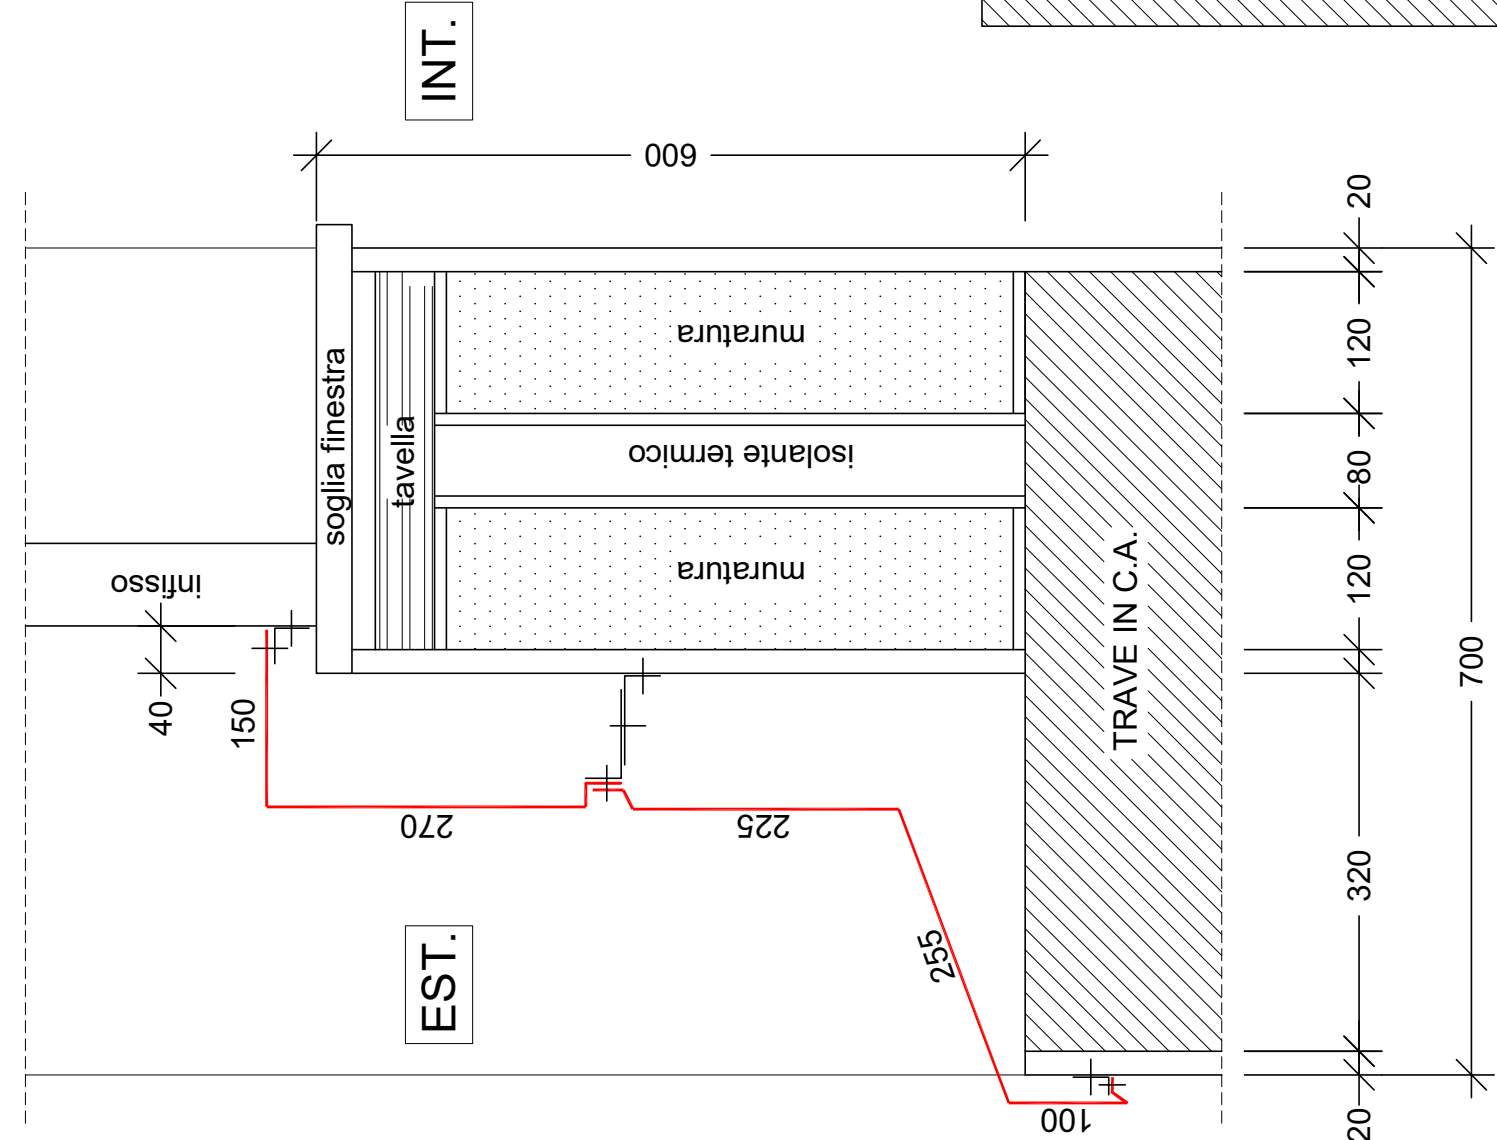 INT.
600
20
soglia finestra
tavella
muratura
120
isolante termico
80
infisso
muratura
120
TRAVE IN C.A.
40
150
700
270
225
320
255
EST.
100
20